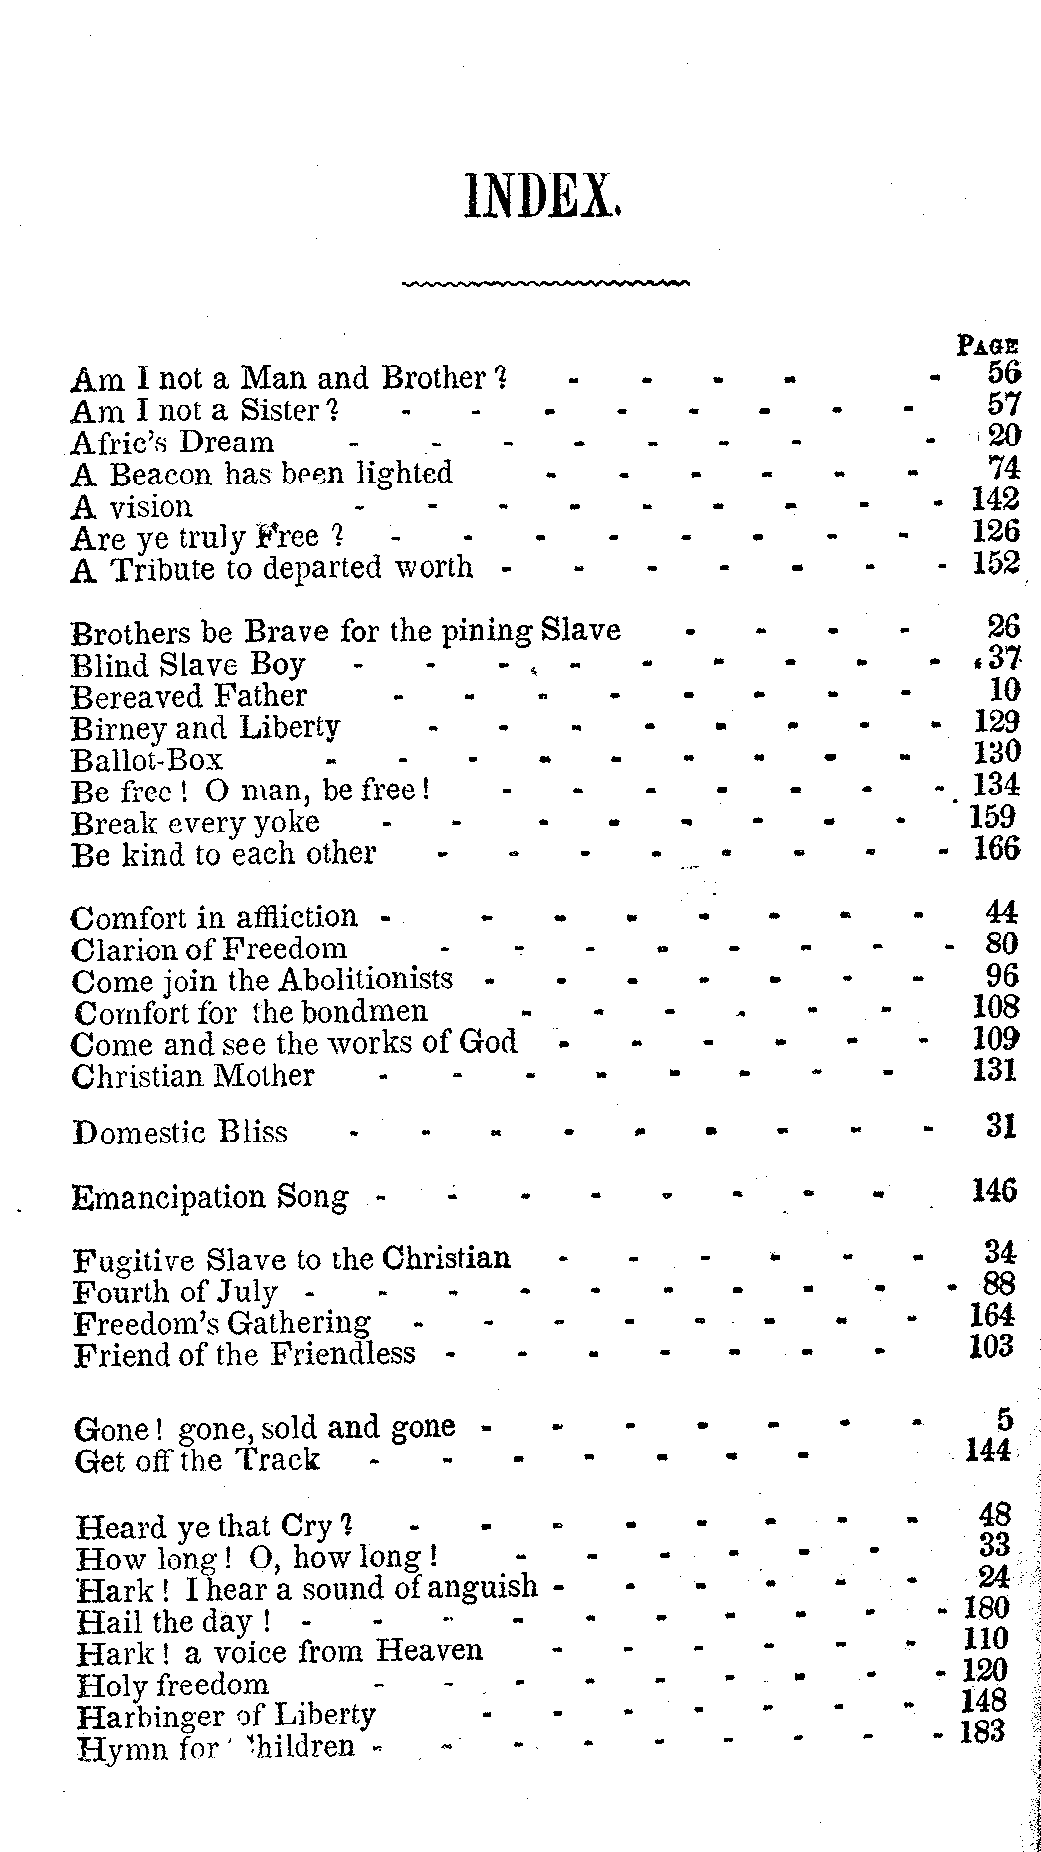 INDEX.
PAGE
Am I not a Man and Brother? - - - - - 56
Am I not a Sister? - - - - - - - - 57
Afric's Dream - - - - - - - - 20
A Beacon has been lighted - - - - - - 74
A vision - - - - - - - - - 142
Are ye truly Free? - - - - - - - - 126
A Tribute to departed worth - - - - - - - 152
Brothers be Brave for the pining Slave - - - - 26
Blind Slave Boy - - - - - - - - - 37
Bereaved Father - - - - - - - - 10
Birney and Liberty - - - - - - - - 129
Ballot-Box - - - - - - - - - 130
Be free! O man, be free! - - - - - - - 134
Break every yoke - - - - - - - - 159
Be kind to each other - - - - - - - - 166
Comfort in affliction - - - - - - - - 44
Clarion of Freedom - - - - - - - - 80
Come join the Abolitionists - - - - - - - 96
Comfort for the bondmen - - - - - - 108
Come and see the works of God - - - - - - 109
Christian Mother - - - - - - - - 131
Domestic Bliss - - - - - - - - - 31
Emancipation Song - - - - - - - - 146
Fugitive Slave to the Christian - - - - - - 34
Fourth of July - - - - - - - - - - 88
Freedom's Gathering - - - - - - - - 164
Friend of the Friendless - - - - - - - 103
Gone! gone, sold and gone - - - - - - - 5
Get off the Track - - - - - - - 144
Heard ye that Cry? - - - - - - - - 48
How long! O, how long! - - - - - - 33
Hark! I hear a sound of anguish - - - - - - 24
Hail the day! - - - - - - - - - - 180
Hark! a voice from Heaven - - - - - - 110
Holy freedom - - - - - - - - - 120
Harbinger of Liberty - - - - - - - 148
Hymn for Children - - - - - - - - - 183